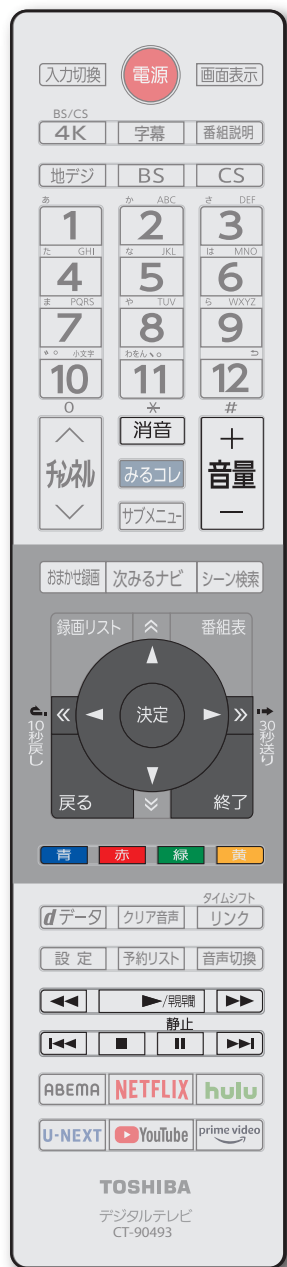 入力切換 電源 画面表示
BS/CS
4K 字幕 番組説明
地デジ BS CS
あ か ABC さ DEF
1 2 3
た GHI な JKL は MNO
4 5 6
ま PQRS や TUV ら WXYZ
7 8 9
゛゜ 小文字 わをん、。
10 11 12
0 ＊ #
消音 +
チャンネル みるコレ 音量
サブメニュー −
おまかせ録画 次みるナビ シーン検索
録画リスト 番組表
10秒戻し 決定 30秒送り
戻る 終了
青 赤 緑 黄
タイムシフト
dデータ クリア音声 リンク
設定 予約リスト 音声切換
/早見早聞
静止
ABEMA NETFLIX hulu
U-NEXT YouTube prime video
TOSHIBA
デジタルテレビ
CT-90493